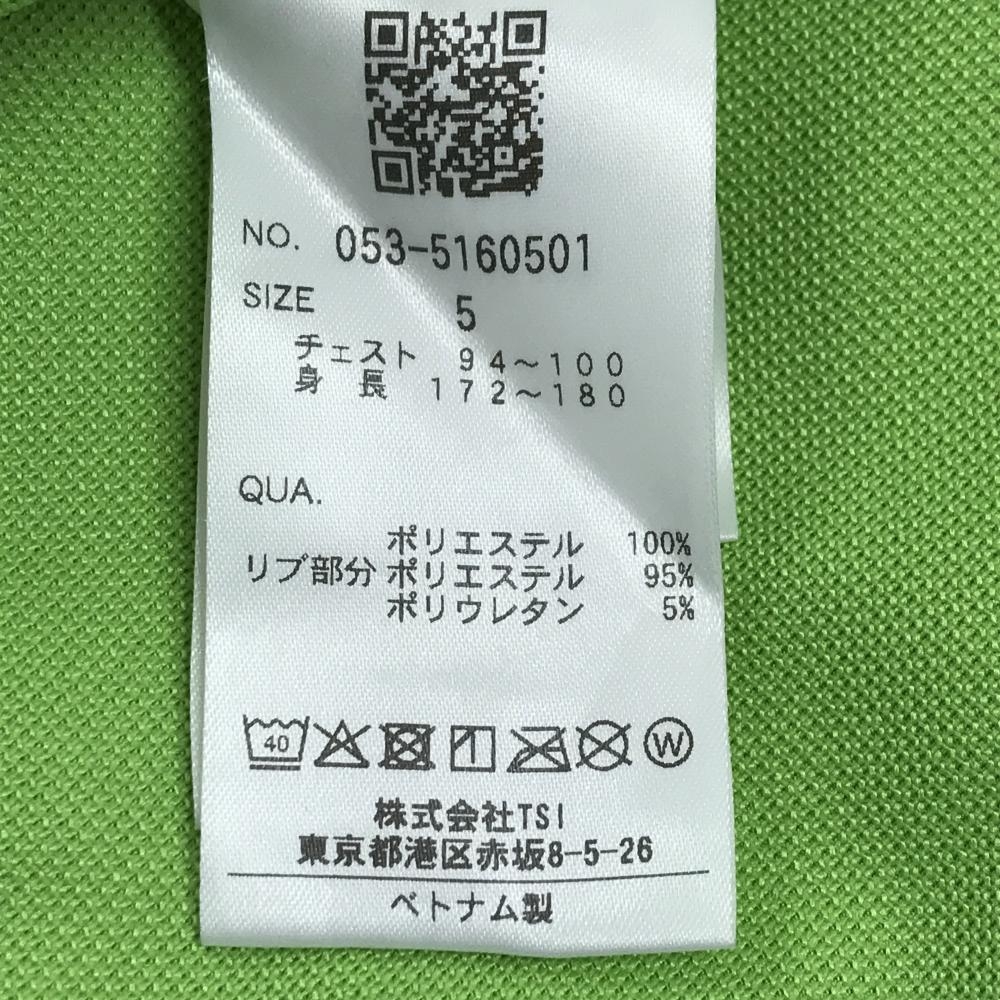 NO. 053-5160501
SIZE 5
チェスト 94～100
身長 172～180
QUA.
ポリエステル 100%
リブ部分 ポリエステル 95%
ポリウレタン 5%
40 W
株式会社TSI
東京都港区赤坂8-5-26
ベトナム製